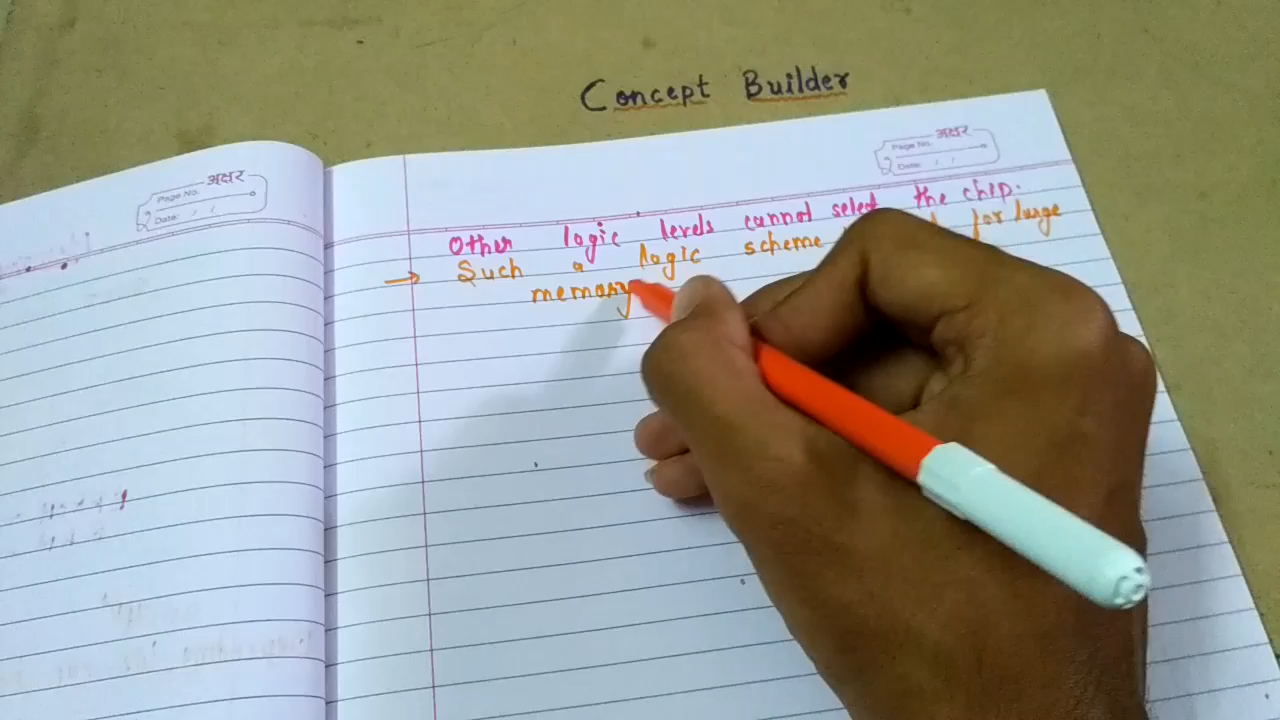 Concept Builder
अक्षर
Page No.
Date: / /
अक्षर
Page No.
Date: / /
Other logic levels cannot select the chip.
→ Such a logic scheme for large
memory